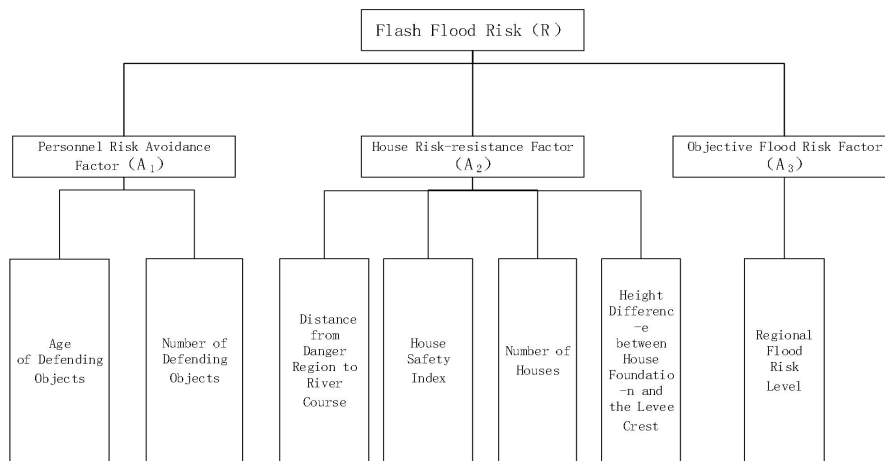 Flash Flood Risk (R)
Personnel Risk Avoidance
Factor (A1)
House Risk-resistance Factor
(A2)
Objective Flood Risk Factor
(A3)
Age
of Defending
Objects
Number of
Defending
Objects
Distance
from
Danger
Region to
River
Course
House
Safety
Index
Number of
Houses
Height
Differenc
-e
between
House
Foundatio
-n and
the Levee
Crest
Regional
Flood
Risk
Level